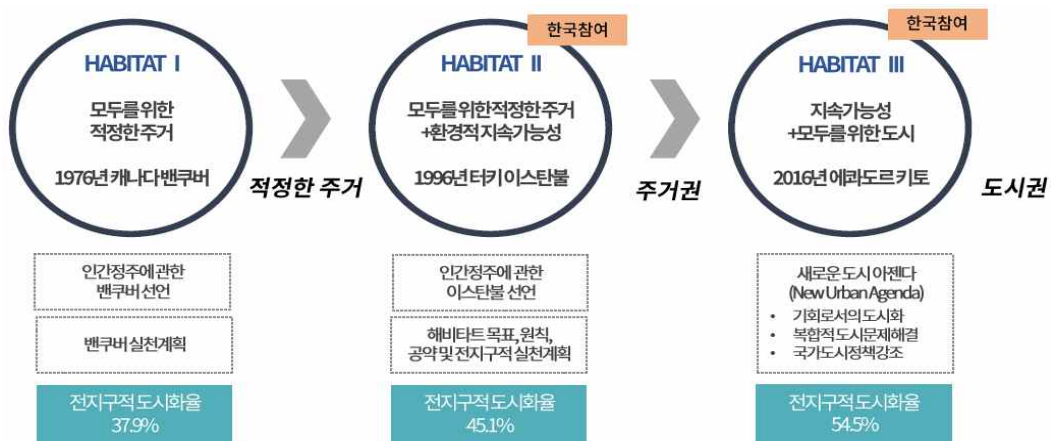 HABITAT I
모두를위한
적정한주거
1976년 캐나다 밴쿠버
적정한 주거
인간정주에 관한
밴쿠버 선언
밴쿠버 실천계획
전지구적 도시화율
37.9%
한국참여
HABITAT II
모두를위한적정한주거
+환경적지속가능성
1996년 터키 이스탄불
주거권
인간정주에 관한
이스탄불 선언
해비타트 목표, 원칙,
공약 및 전지구적 실천계획
전지구적 도시화율
45.1%
한국참여
HABITAT III
지속가능성
+모두를위한도시
2016년 에콰도르 키토
도시권
새로운 도시 아젠다
(New Urban Agenda)
• 기회로서의도시화
• 복합적도시문제해결
• 국가도시정책강조
전지구적 도시화율
54.5%